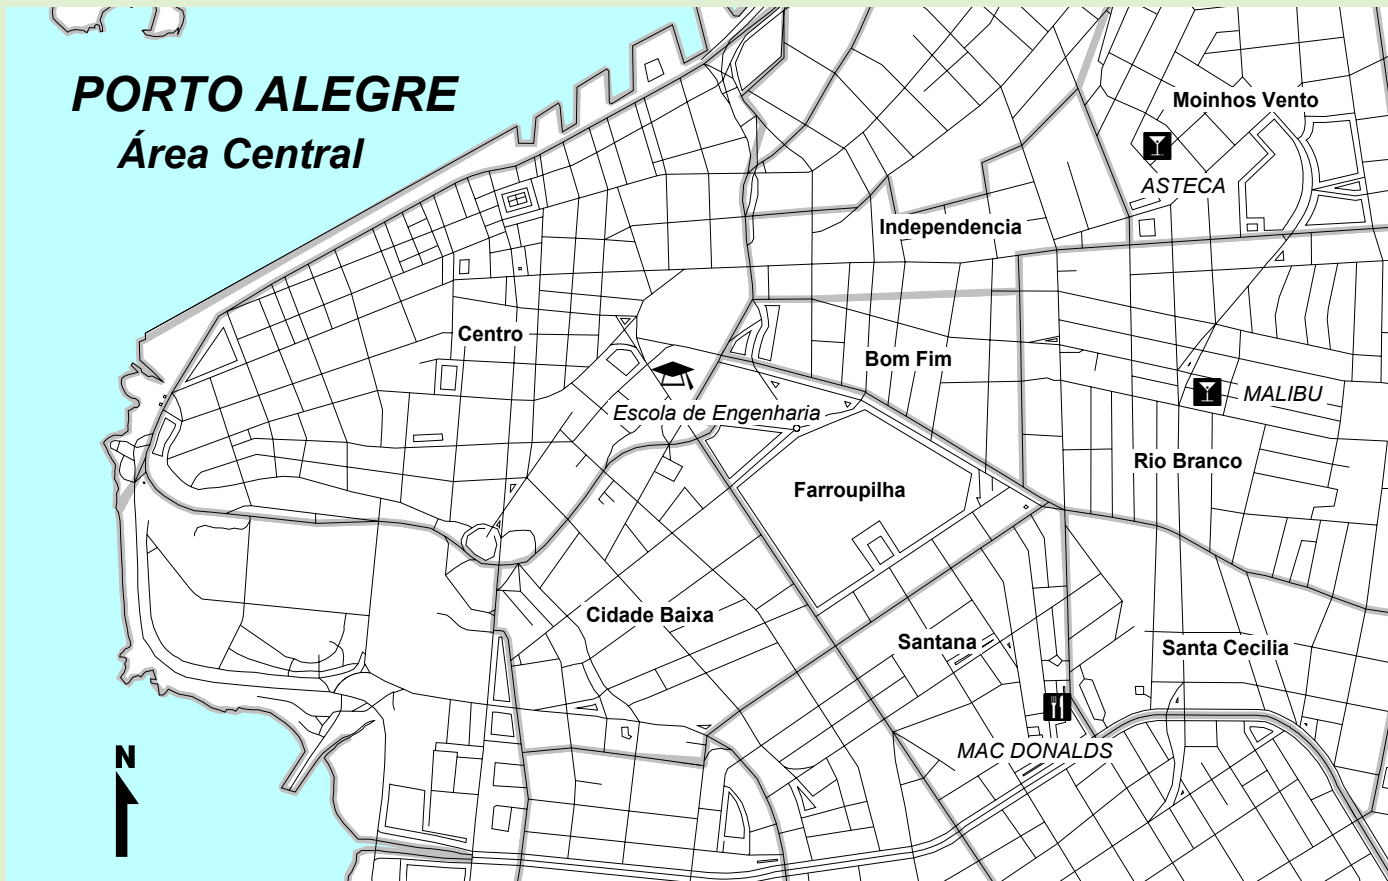 PORTO ALEGRE
Área Central
Moinhos Vento
ASTECA
Independencia
Centro
Bom Fim
MALIBU
Escola de Engenharia
Rio Branco
Farroupilha
Cidade Baixa
Santana
Santa Cecilia
MAC DONALDS
N